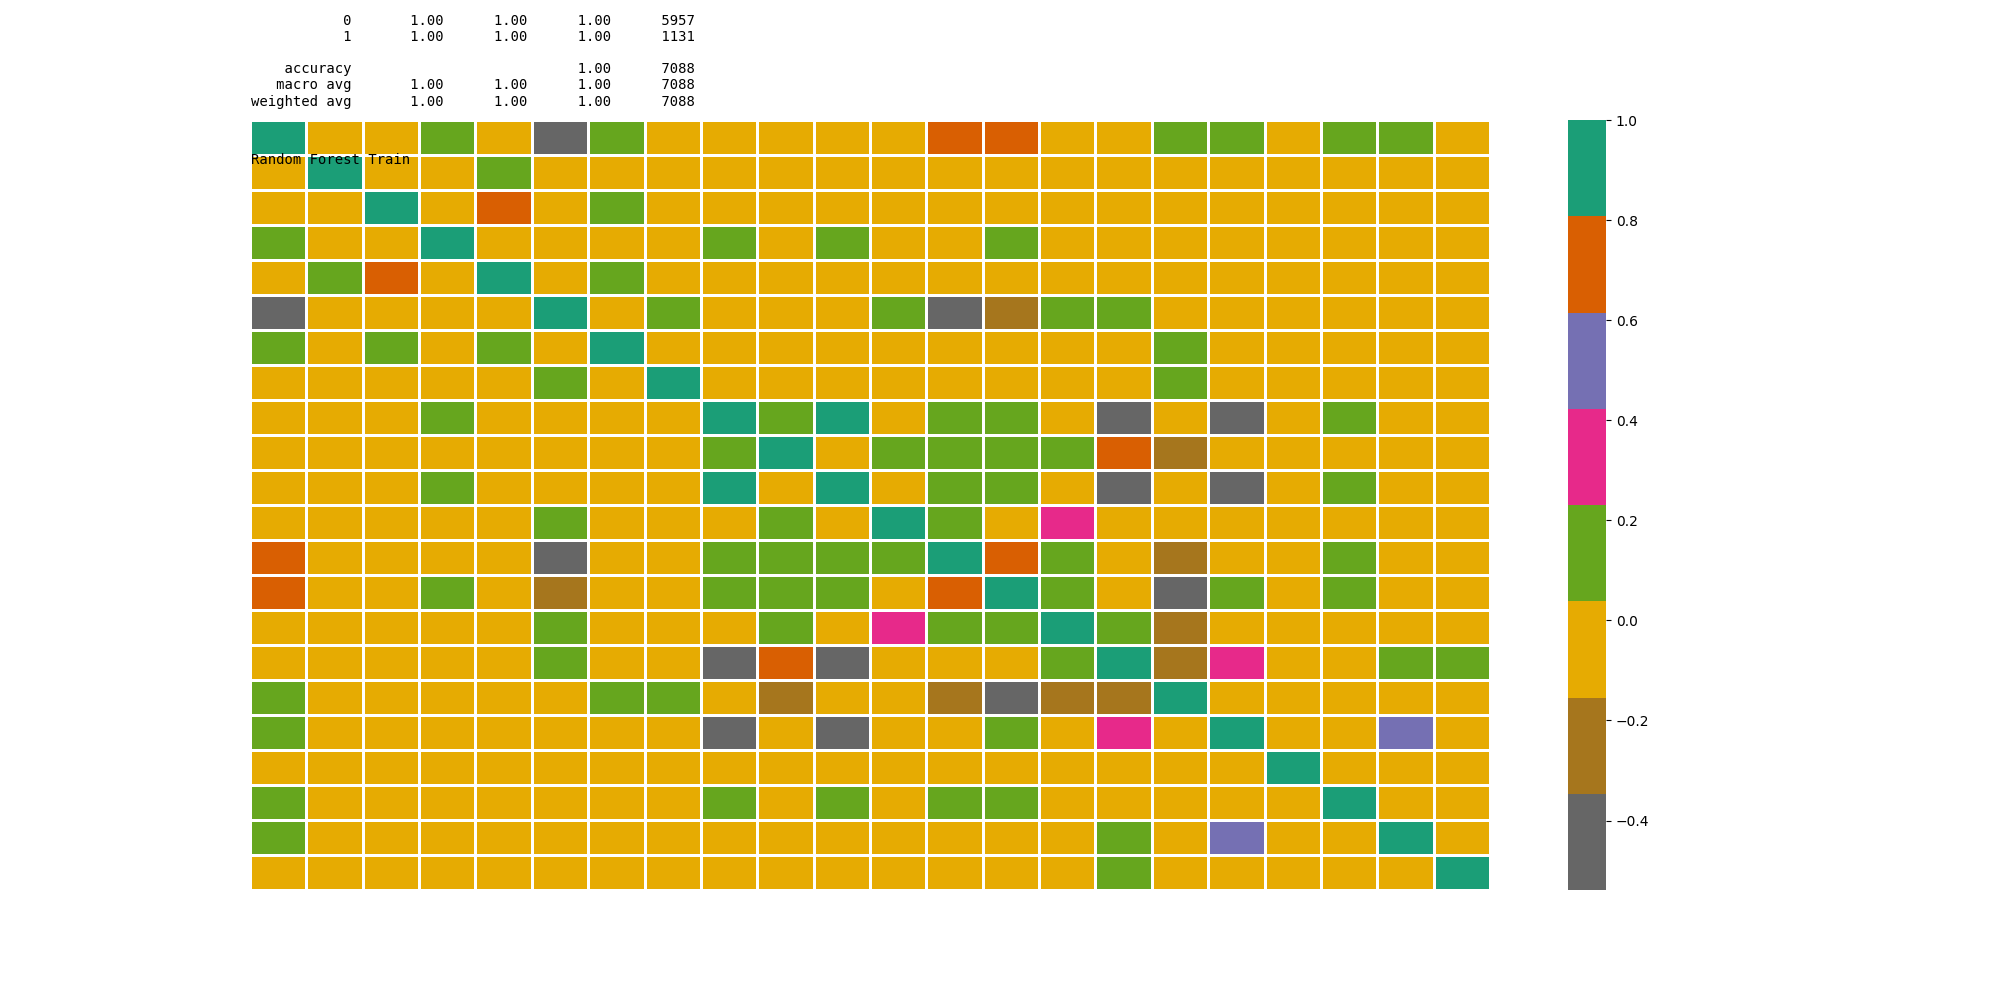 0 1.00 1.00 1.00 5957
1 1.00 1.00 1.00 1131
accuracy 1.00 7088
macro avg 1.00 1.00 1.00 7088
weighted avg 1.00 1.00 1.00 7088
Random Forest Train
1.0
0.8
0.6
0.4
0.2
0.0
−0.2
−0.4